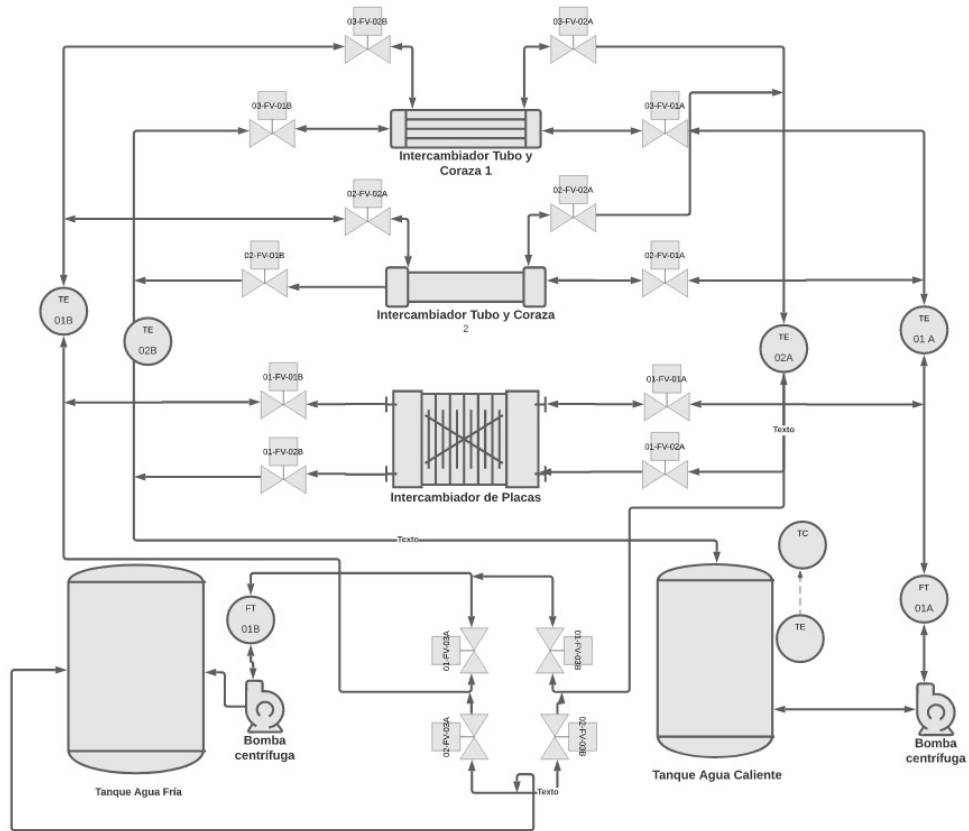 03-FV-02B
03-FV-02A
03-FV-01B
03-FV-01A
Intercambiador Tubo y
Coraza 1
02-FV-02A
02-FV-02A
02-FV-01B
02-FV-01A
TE
01B
Intercambiador Tubo y Coraza
2
TE
02B
TE
02A
TE
01 A
01-FV-01B
01-FV-01A
Texto
01-FV-02B
01-FV-02A
Intercambiador de Placas
Texto
TC
FT
01B
01-FV-03A
01-FV-03B
FT
01A
TE
02-FV-03A
02-FV-03B
Bomba
centrífuga
Bomba
centrífuga
Tanque Agua Caliente
Tanque Agua Fría
Texto